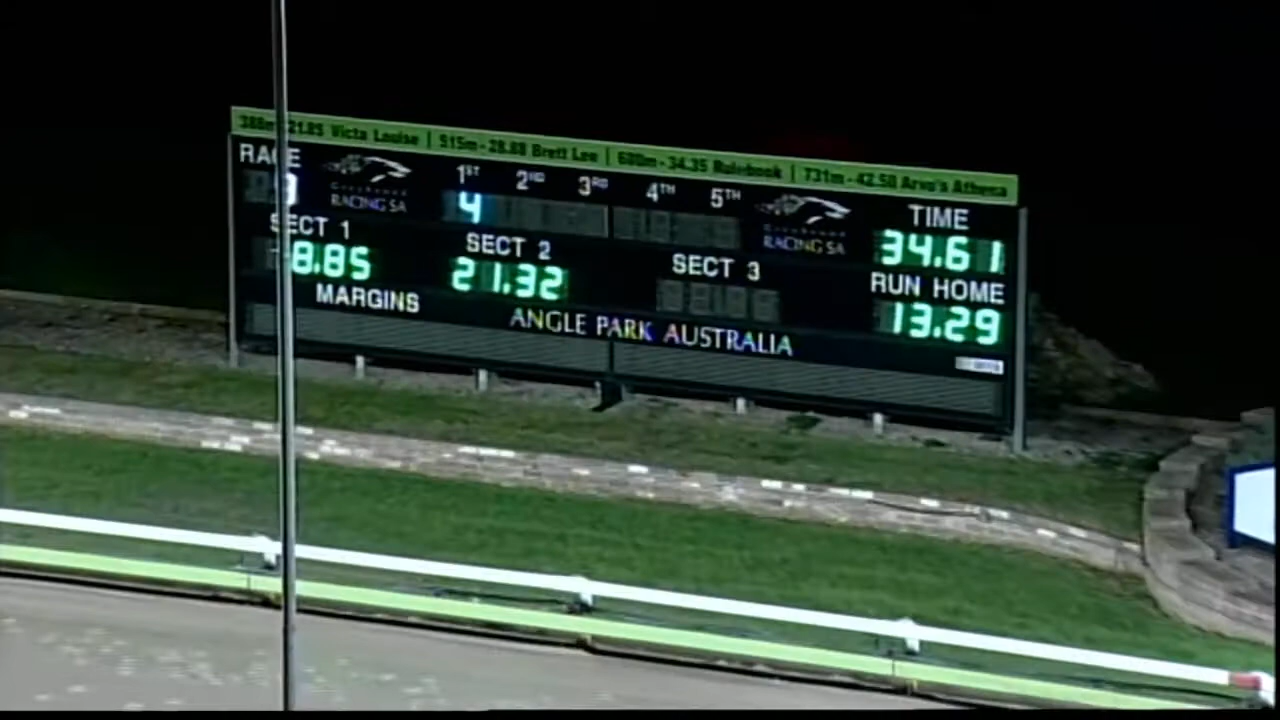 388m-21.85 Victa Louise | 515m-28.88 Brett Lee | 600m-34.35 Rulebook | 731m-42.50 Arvo's Athena
RACE 1ST 2ND 3RD 4TH 5TH TIME
4 34.61
Greyhound RACING SA Greyhound RACING SA
SECT 1 SECT 2 SECT 3 RUN HOME
8.85 21.32 13.29
MARGINS ANGLE PARK AUSTRALIA